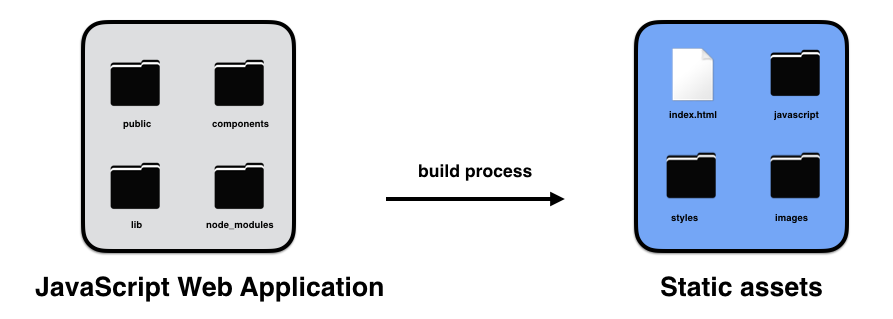 public
components
lib
node_modules
JavaScript Web Application
build process
index.html
javascript
styles
images
Static assets